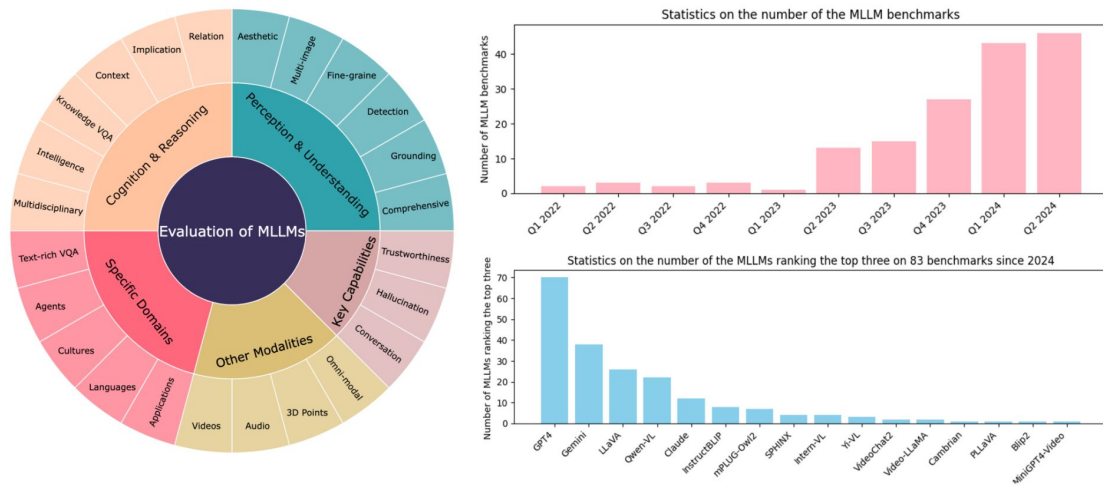 Evaluation of MLLMs
Perception & Understanding
Aesthetic
Multi-image
Fine-graine
Detection
Grounding
Comprehensive
Key Capabilities
Trustworthiness
Hallucination
Conversation
Other Modalities
Omni-modal
3D Points
Audio
Videos
Specific Domains
Applications
Languages
Cultures
Agents
Text-rich VQA
Cognition & Reasoning
Multidisciplinary
Intelligence
Knowledge VQA
Context
Implication
Relation
Statistics on the number of the MLLM benchmarks
Number of MLLM benchmarks
40
30
20
10
0
Q1 2022
Q2 2022
Q3 2022
Q4 2022
Q1 2023
Q2 2023
Q3 2023
Q4 2023
Q1 2024
Q2 2024
Statistics on the number of the MLLMs ranking the top three on 83 benchmarks since 2024
Number of MLLMs ranking the top three
70
60
50
40
30
20
10
0
GPT4
Gemini
LLaVA
Qwen-VL
Claude
InstructBLIP
mPLUG-Owl2
SPHINX
Intern-VL
Yi-VL
VideoChat2
Video-LLaMA
Cambrian
PLLaVA
Blip2
MiniGPT4-Video